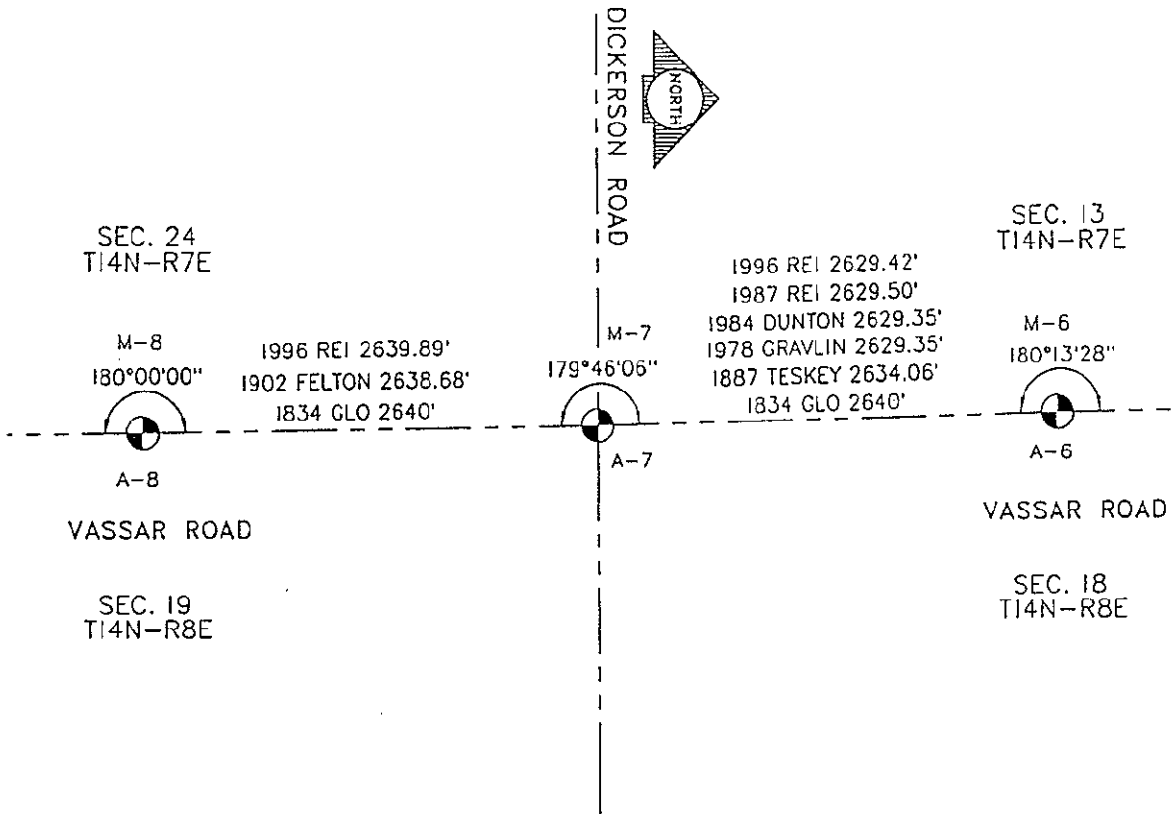 DICKERSON ROAD
NORTH
SEC. 24
T14N-R7E
SEC. 13
T14N-R7E
M-8
180°00'00"
1996 REI 2639.89'
1902 FELTON 2638.68'
1834 GLO 2640'
M-7
179°46'06"
1996 REI 2629.42'
1987 REI 2629.50'
1984 DUNTON 2629.35'
1978 GRAVLIN 2629.35'
1887 TESKEY 2634.06'
1834 GLO 2640'
M-6
180°13'28"
A-8
A-7
A-6
VASSAR ROAD
VASSAR ROAD
SEC. 19
T14N-R8E
SEC. 18
T14N-R8E